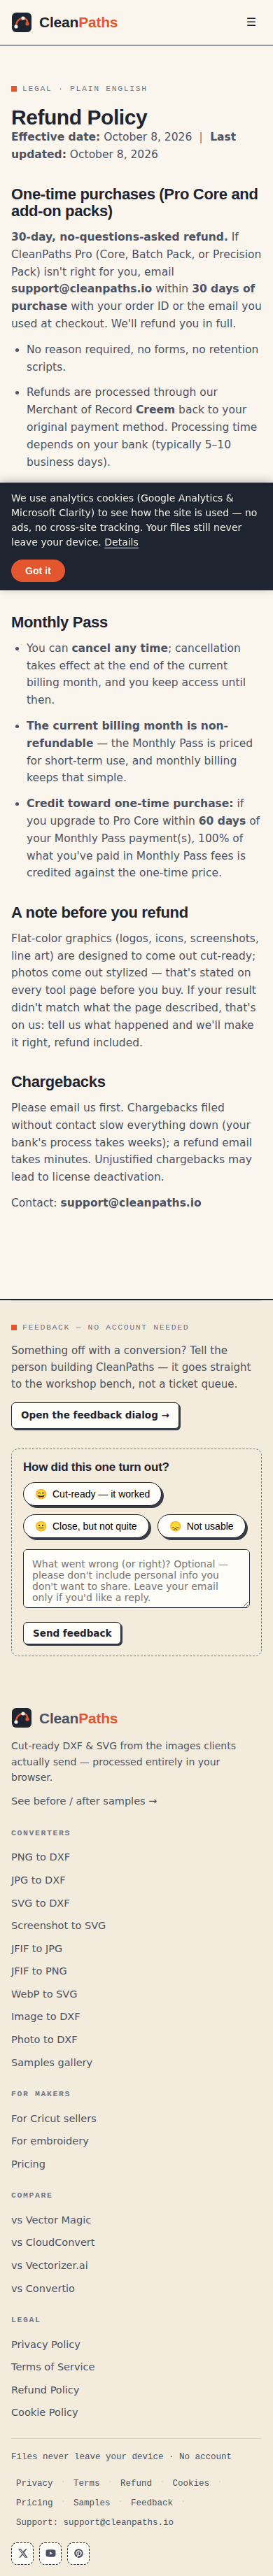 CleanPaths
☰
LEGAL · PLAIN ENGLISH
Refund Policy
Effective date: October 8, 2026 | Last
updated: October 8, 2026
One-time purchases (Pro Core and
add-on packs)
30-day, no-questions-asked refund. If
CleanPaths Pro (Core, Batch Pack, or Precision
Pack) isn't right for you, email
support@cleanpaths.io within 30 days of
purchase with your order ID or the email you
used at checkout. We'll refund you in full.
• No reason required, no forms, no retention
scripts.
• Refunds are processed through our
Merchant of Record Creem back to your
original payment method. Processing time
depends on your bank (typically 5–10
business days).
We use analytics cookies (Google Analytics &
Microsoft Clarity) to see how the site is used — no
ads, no cross-site tracking. Your files still never
leave your device. Details
Got it
Monthly Pass
• You can cancel any time; cancellation
takes effect at the end of the current
billing month, and you keep access until
then.
• The current billing month is non-
refundable — the Monthly Pass is priced
for short-term use, and monthly billing
keeps that simple.
• Credit toward one-time purchase: if
you upgrade to Pro Core within 60 days of
your Monthly Pass payment(s), 100% of
what you've paid in Monthly Pass fees is
credited against the one-time price.
A note before you refund
Flat-color graphics (logos, icons, screenshots,
line art) are designed to come out cut-ready;
photos come out stylized — that's stated on
every tool page before you buy. If your result
didn't match what the page described, that's
on us: tell us what happened and we'll make
it right, refund included.
Chargebacks
Please email us first. Chargebacks filed
without contact slow everything down (your
bank's process takes weeks); a refund email
takes minutes. Unjustified chargebacks may
lead to license deactivation.
Contact: support@cleanpaths.io
FEEDBACK — NO ACCOUNT NEEDED
Something off with a conversion? Tell the
person building CleanPaths — it goes straight
to the workshop bench, not a ticket queue.
Open the feedback dialog →
How did this one turn out?
😄 Cut-ready — it worked
😐 Close, but not quite 😞 Not usable
What went wrong (or right)? Optional —
please don't include personal info you
don't want to share. Leave your email
only if you'd like a reply.
Send feedback
CleanPaths
Cut-ready DXF & SVG from the images clients
actually send — processed entirely in your
browser.
See before / after samples →
CONVERTERS
PNG to DXF
JPG to DXF
SVG to DXF
Screenshot to SVG
JFIF to JPG
JFIF to PNG
WebP to SVG
Image to DXF
Photo to DXF
Samples gallery
FOR MAKERS
For Cricut sellers
For embroidery
Pricing
COMPARE
vs Vector Magic
vs CloudConvert
vs Vectorizer.ai
vs Convertio
LEGAL
Privacy Policy
Terms of Service
Refund Policy
Cookie Policy
Files never leave your device · No account
Privacy · Terms · Refund · Cookies ·
Pricing · Samples · Feedback ·
Support: support@cleanpaths.io